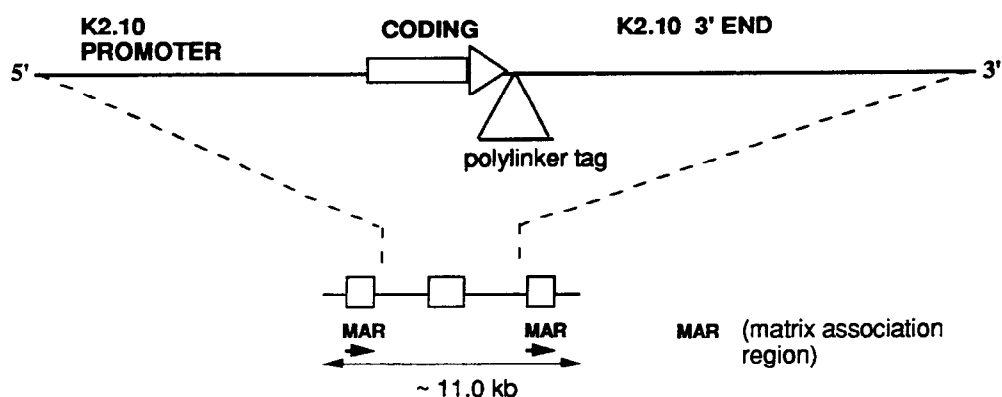 K2.10
PROMOTER
CODING
K2.10 3' END
5'
3'
polylinker tag
MAR
MAR
MAR (matrix association
region)
~ 11.0 kb